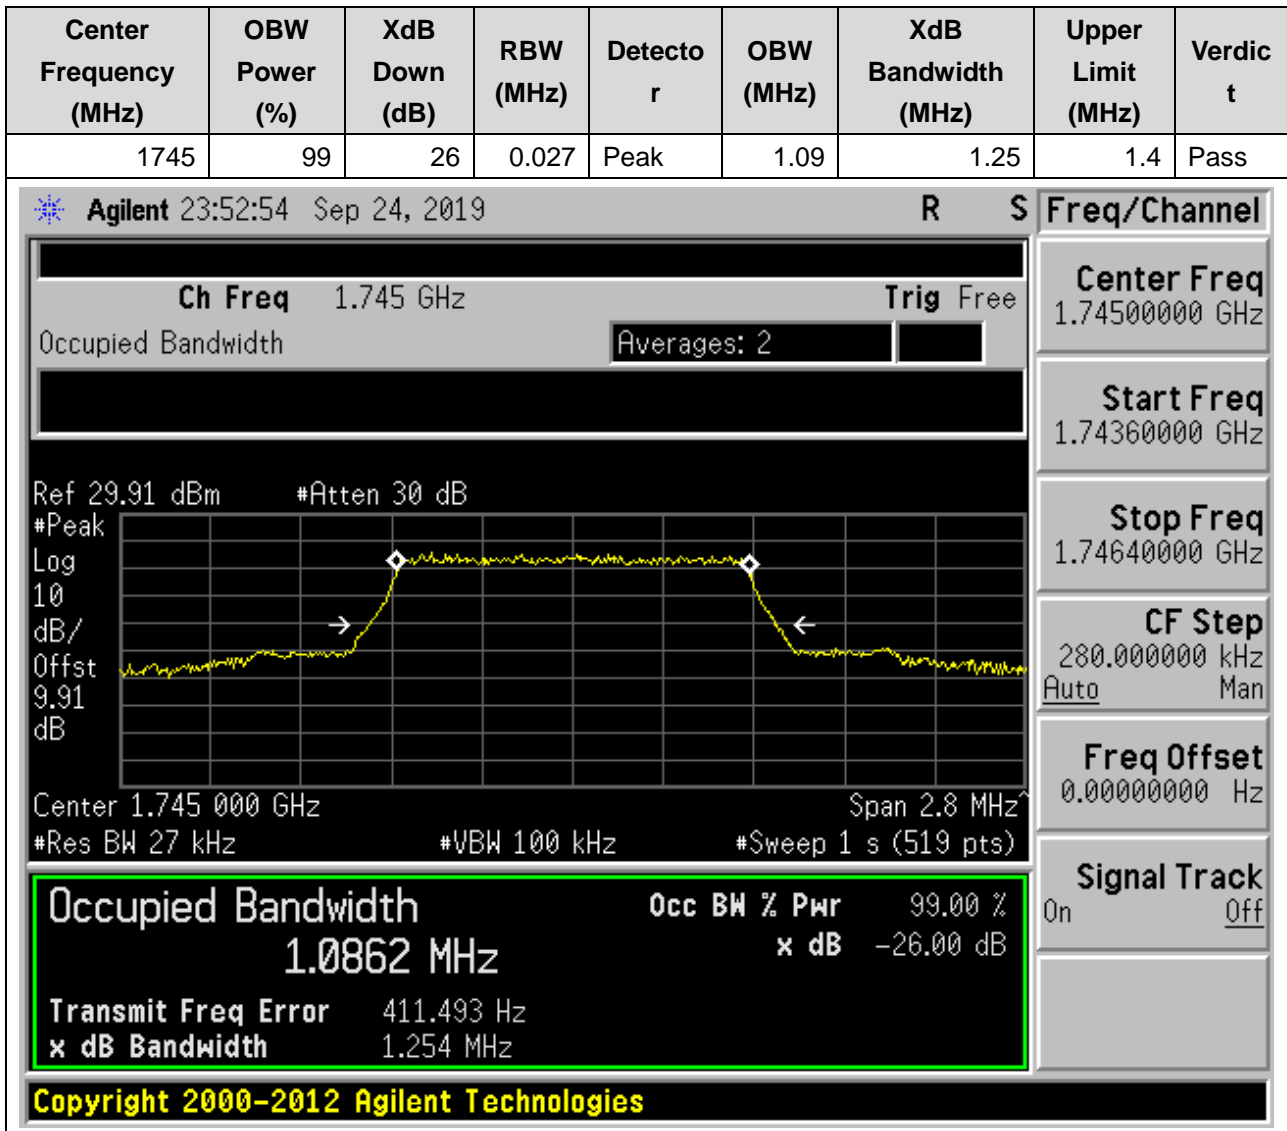 Center Frequency (MHz) OBW Power (%) XdB Down (dB) RBW (MHz) Detecto r OBW (MHz) XdB Bandwidth (MHz) Upper Limit (MHz) Verdic t
1745 99 26 0.027 Peak 1.09 1.25 1.4 Pass
Agilent 23:52:54 Sep 24, 2019 R S Freq/Channel
Ch Freq 1.745 GHz Trig Free
Occupied Bandwidth Averages: 2
Center Freq
1.74500000 GHz
Start Freq
1.74360000 GHz
Stop Freq
1.74640000 GHz
CF Step
280.000000 kHz
Auto Man
Freq Offset
0.00000000 Hz
Signal Track
On Off
Ref 29.91 dBm #Atten 30 dB
#Peak
Log
10
dB/
Offst
9.91
dB
Center 1.745 000 GHz Span 2.8 MHz^
#Res BW 27 kHz #VBW 100 kHz #Sweep 1 s (519 pts)
Occupied Bandwidth Occ BW % Pwr 99.00 %
1.0862 MHz x dB -26.00 dB
Transmit Freq Error 411.493 Hz
x dB Bandwidth 1.254 MHz
Copyright 2000-2012 Agilent Technologies